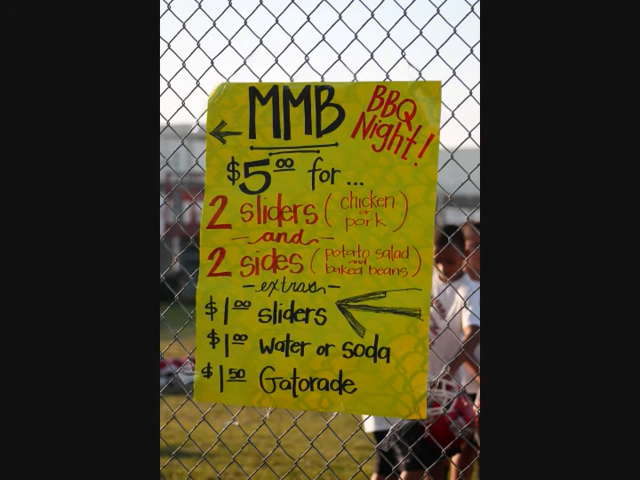 MMB
BBQ
Night!
$5.00 for...
2 sliders (chicken or pork)
and
2 sides (potato salad and baked beans)
extras
$1.00 sliders
$1.00 water or soda
$1.50 Gatorade